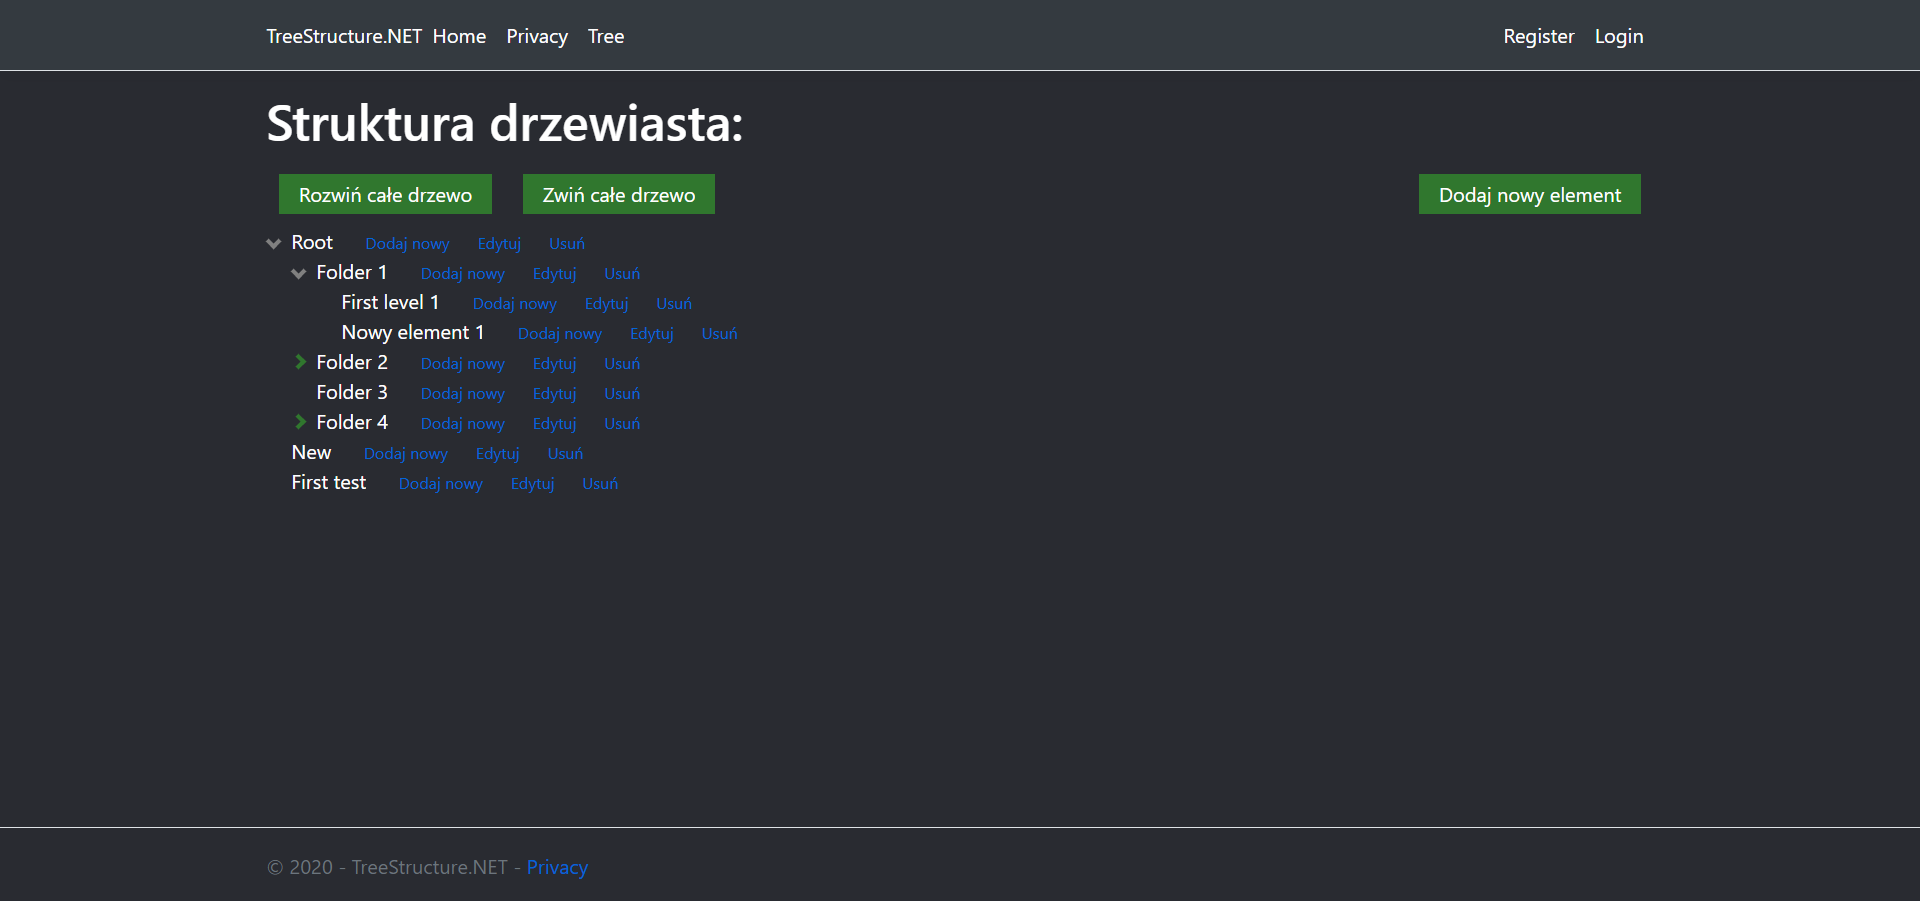 TreeStructure.NET Home Privacy Tree Register Login
Struktura drzewiasta:
Rozwiń całe drzewo Zwiń całe drzewo Dodaj nowy element
Root Dodaj nowy Edytuj Usuń
Folder 1 Dodaj nowy Edytuj Usuń
First level 1 Dodaj nowy Edytuj Usuń
Nowy element 1 Dodaj nowy Edytuj Usuń
Folder 2 Dodaj nowy Edytuj Usuń
Folder 3 Dodaj nowy Edytuj Usuń
Folder 4 Dodaj nowy Edytuj Usuń
New Dodaj nowy Edytuj Usuń
First test Dodaj nowy Edytuj Usuń
© 2020 - TreeStructure.NET - Privacy